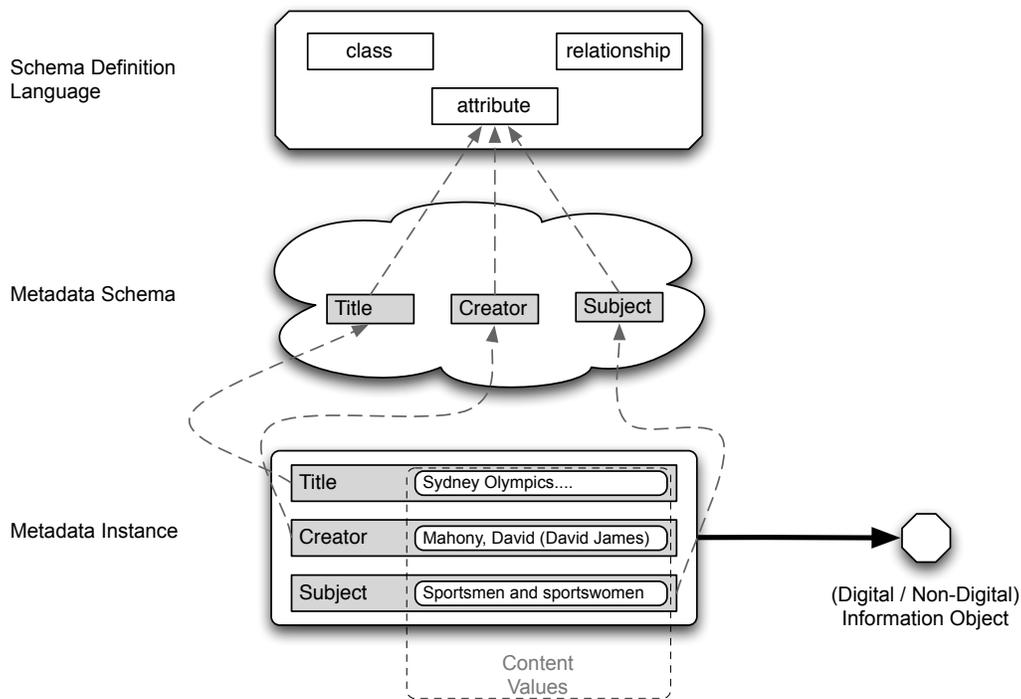 Schema Definition
Language
class
relationship
attribute
Metadata Schema
Title
Creator
Subject
Metadata Instance
Title
Sydney Olympics....
Creator
Mahony, David (David James)
Subject
Sportsmen and sportswomen
Content
Values
(Digital / Non-Digital)
Information Object